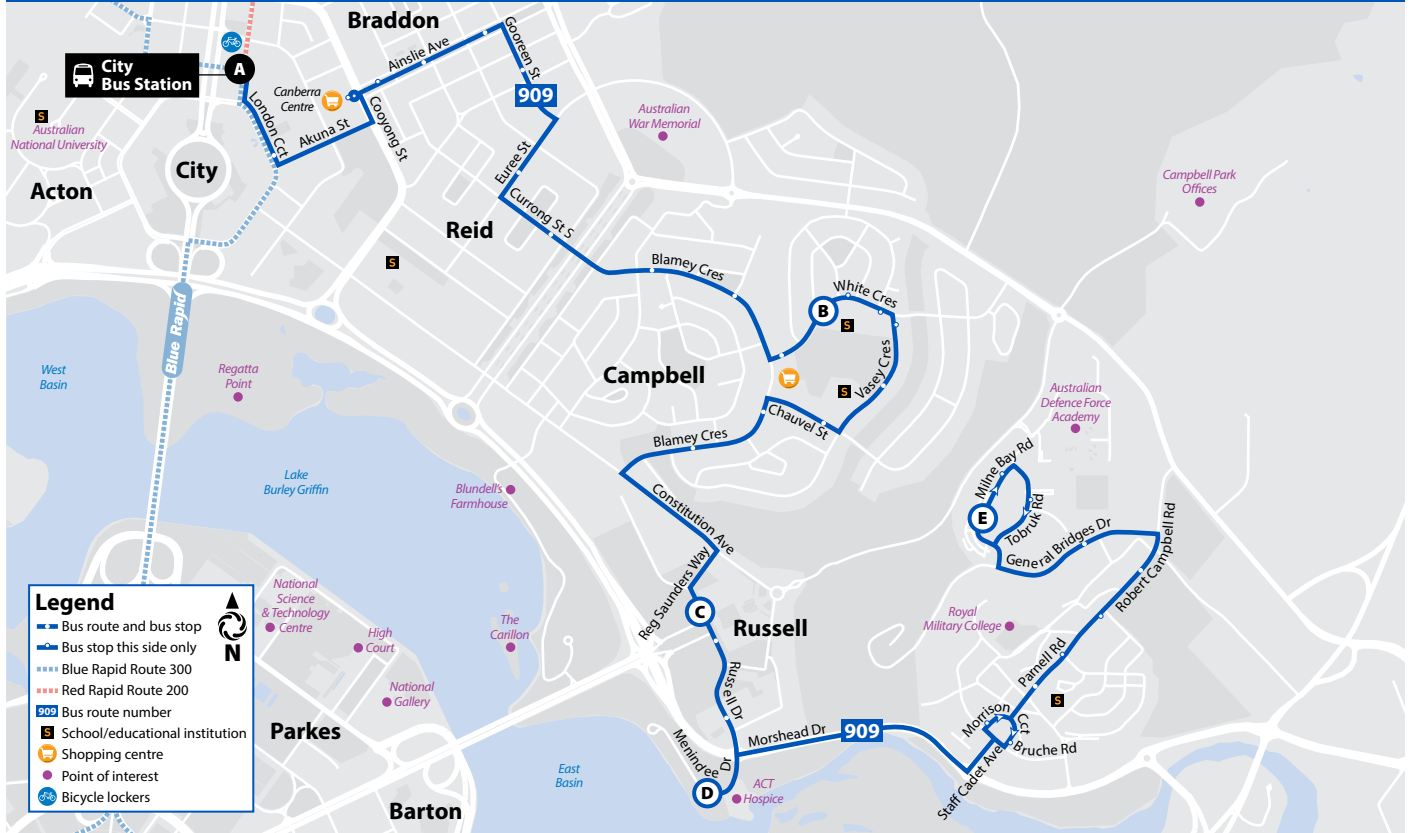 Braddon
City
Bus Station
A
Ainslie Ave
Gooreen St
909
Canberra
Centre
London Cct
Akuna St
Cooyong St
S
Australian
National University
City
Acton
Australian
War Memorial
Euree St
Currong St S
Reid
S
Campbell Park
Offices
Blamey Cres
White Cres
B
S
Blue Rapid
West
Basin
Regatta
Point
Campbell
S
Vasey Cres
Chauvel St
Blamey Cres
Australian
Defence Force
Academy
Lake
Burley Griffin
Blundell's
Farmhouse
Constitution Ave
Milne Bay Rd
E
Tobruk Rd
General Bridges Dr
Robert Campbell Rd
Reg Saunders Way
C
Russell
Royal
Military College
National
Science
& Technology
Centre
High
Court
The
Carillon
National
Gallery
Russell Dr
Parnell Rd
S
Parkes
Morshead Dr
909
Morrison Cct
Bruche Rd
Staff Cadet Ave
Menindee Dr
East
Basin
D
ACT
Hospice
Barton
Legend
N
Bus route and bus stop
Bus stop this side only
Blue Rapid Route 300
Red Rapid Route 200
909 Bus route number
S School/educational institution
Shopping centre
Point of interest
Bicycle lockers